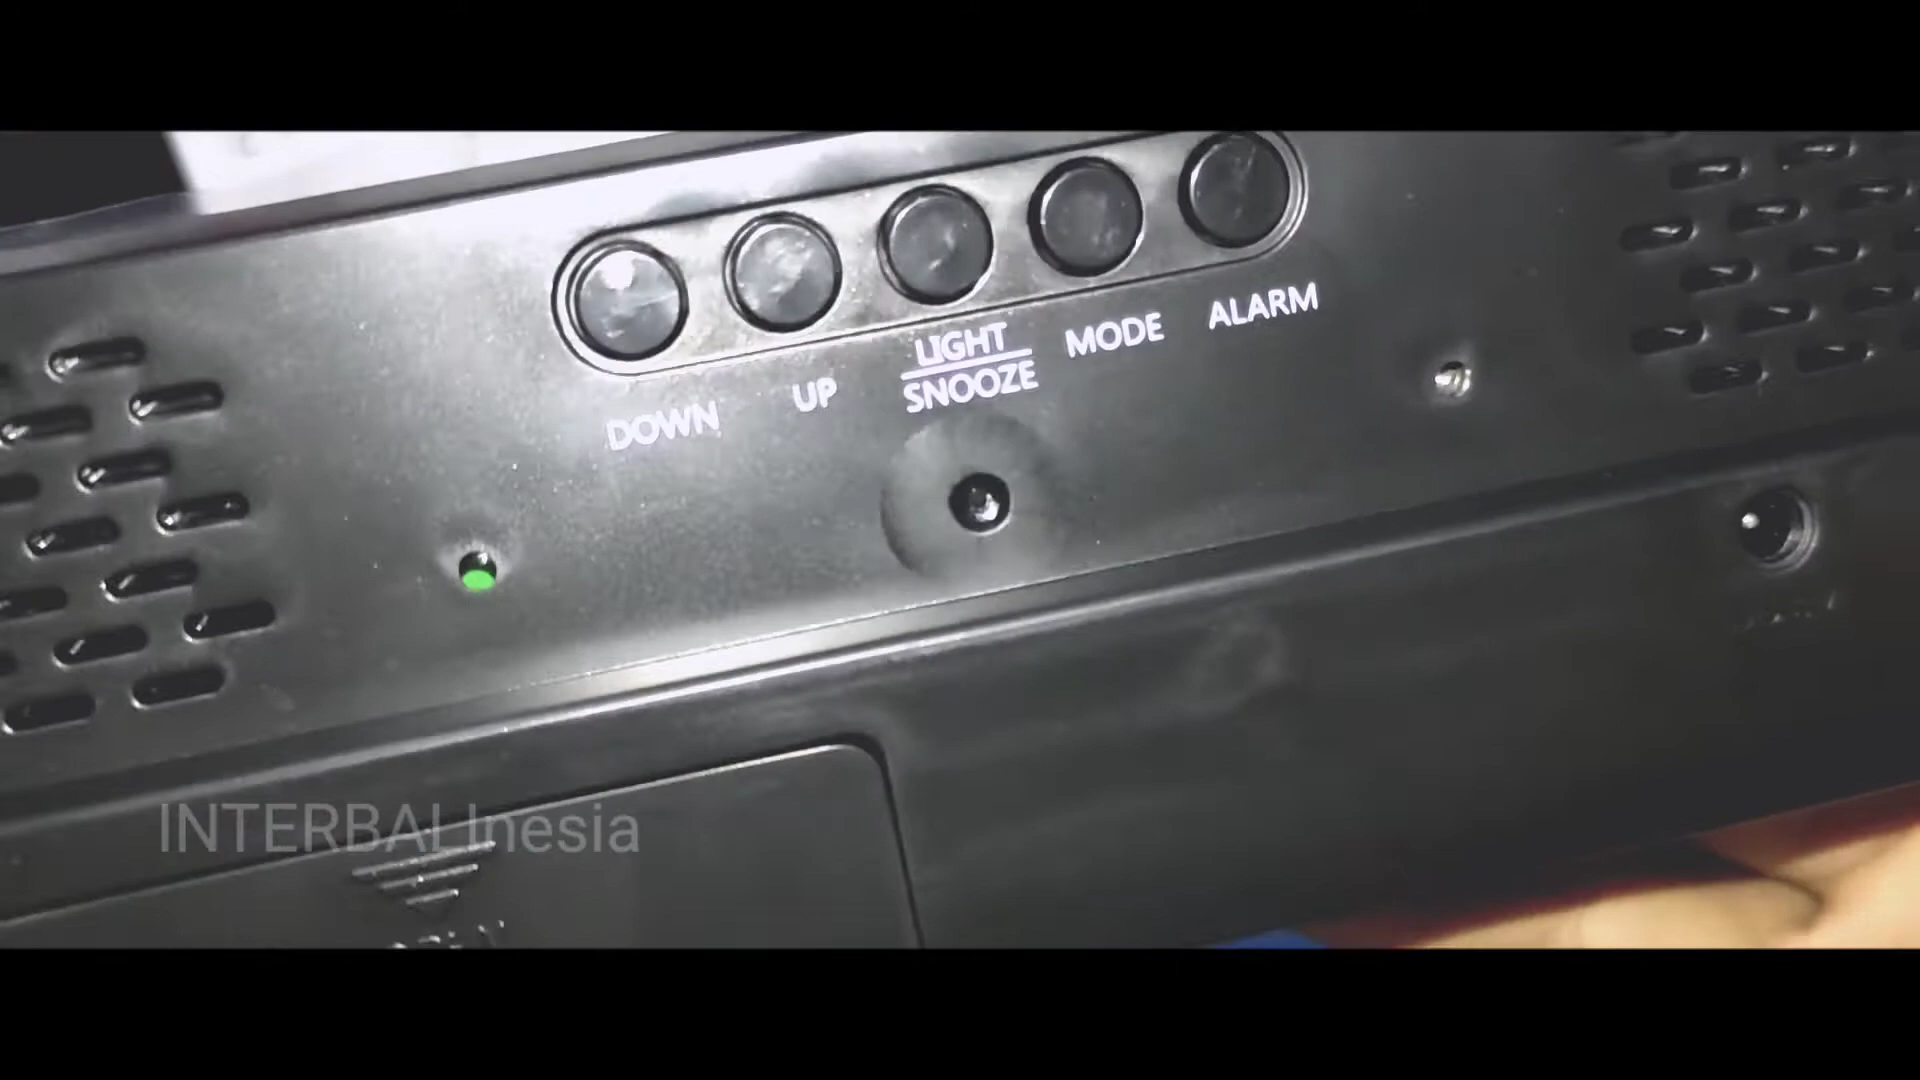 DOWN
UP
LIGHT
SNOOZE
MODE
ALARM
INTERBALInesia